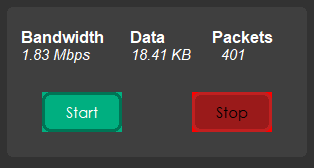 Bandwidth Data Packets
1.83 Mbps 18.41 KB 401
Start Stop